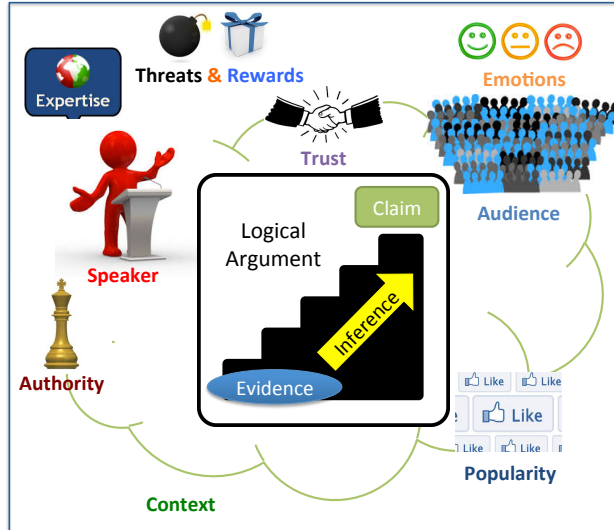 Expertise
Threats & Rewards
Emotions
Trust
Audience
Claim
Logical
Argument
Speaker
Inference
Evidence
Authority
Like
Like
Like
Like
Like
Like
Popularity
Context